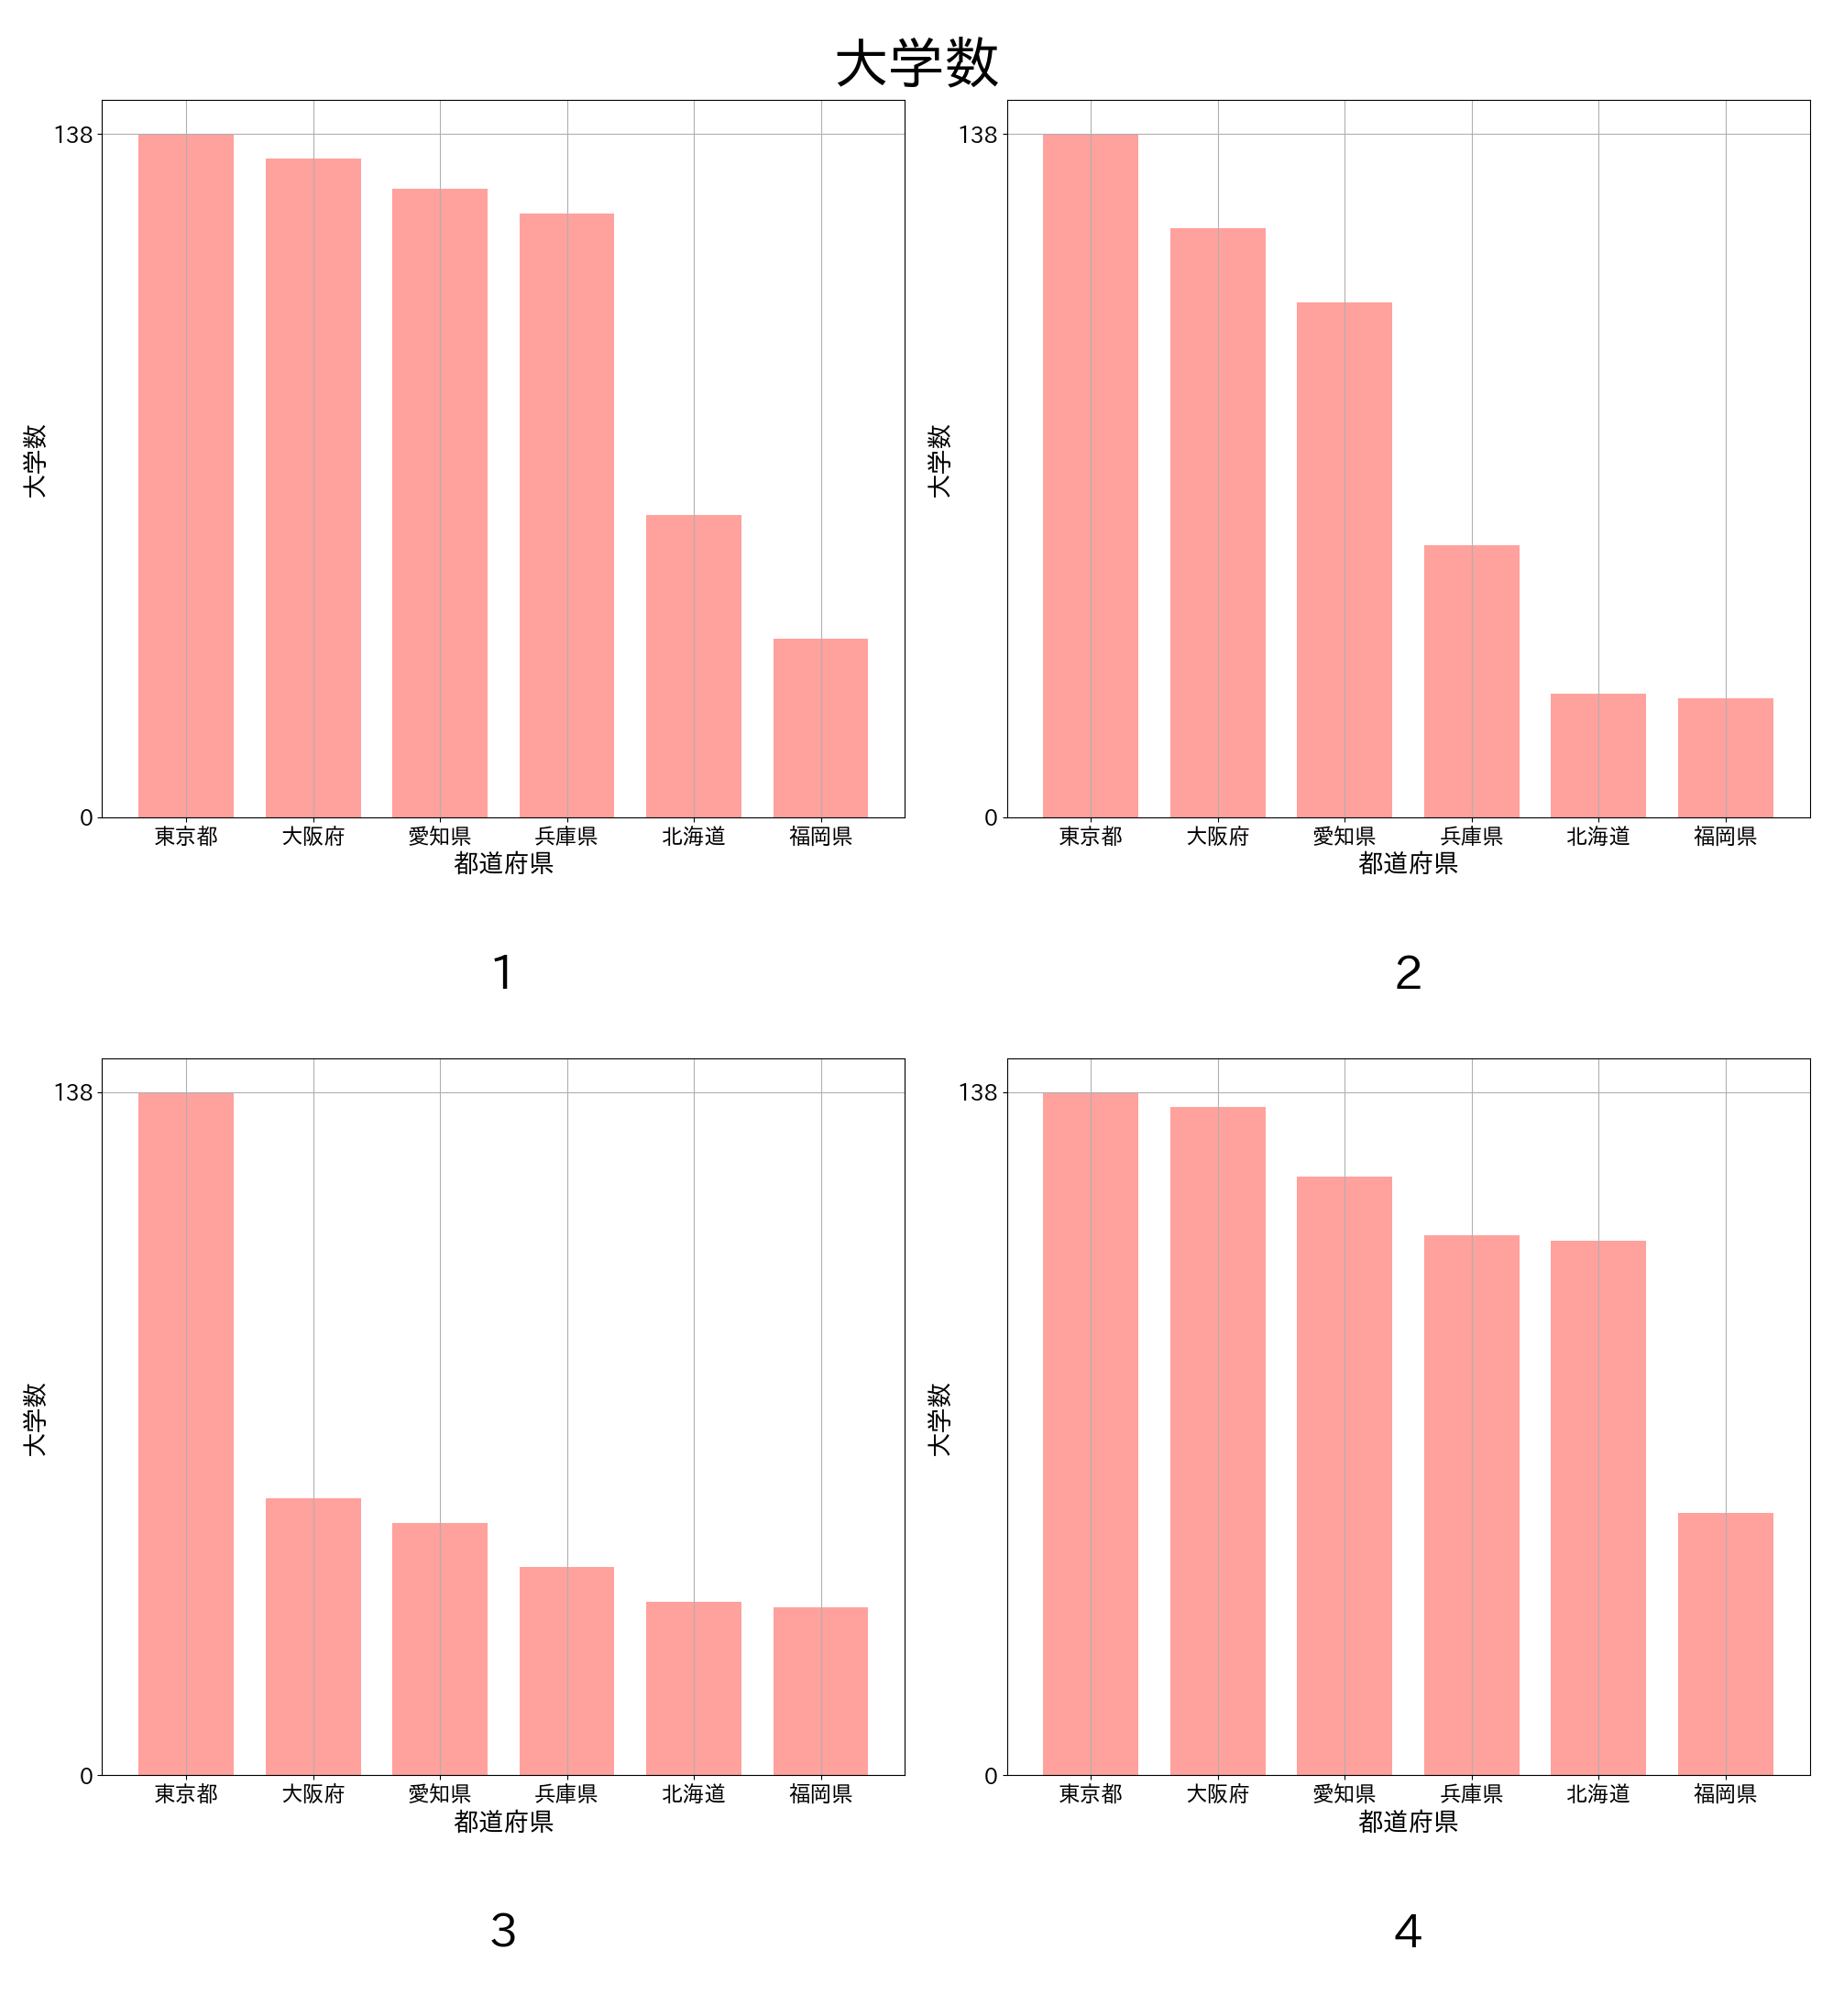 大学数
138
0
大学数
東京都 大阪府 愛知県 兵庫県 北海道 福岡県
都道府県
1
138
0
大学数
東京都 大阪府 愛知県 兵庫県 北海道 福岡県
都道府県
2
138
0
大学数
東京都 大阪府 愛知県 兵庫県 北海道 福岡県
都道府県
3
138
0
大学数
東京都 大阪府 愛知県 兵庫県 北海道 福岡県
都道府県
4